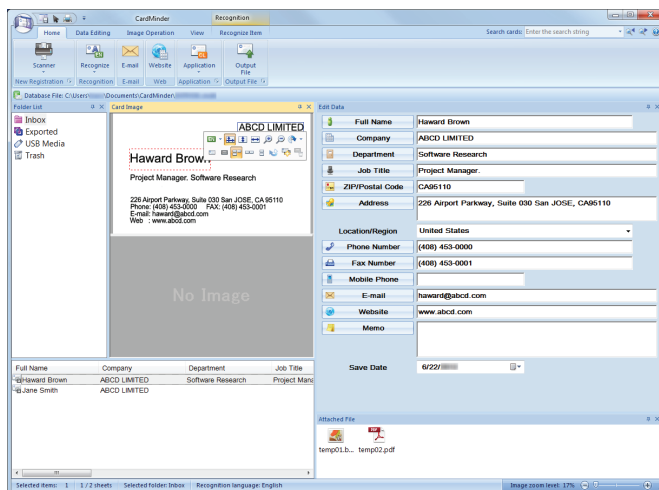 CardMinder
Recognition
Home Data Editing Image Operation View Recognize Item
Search cards: Enter the search string
Scanner Recognize E-mail Website Application Output File
New Registration Recognition E-mail Web Application Output File
Database File: C:\Users\ \Documents\CardMinder\
Folder List
Inbox
Exported
USB Media
Trash
Card Image
ABCD LIMITED
Haward Brown
Project Manager. Software Research
226 Airport Parkway, Suite 030 San JOSE, CA 95110
Phone: (408) 453-0000 FAX: (408) 453-0001
E-mail: haward@abcd.com
Web : www.abcd.com
No Image
Edit Data
Full Name Haward Brown
Company ABCD LIMITED
Department Software Research
Job Title Project Manager.
ZIP/Postal Code CA95110
Address 226 Airport Parkway, Suite 030 San JOSE, CA95110
Location/Region United States
Phone Number (408) 453-0000
Fax Number (408) 453-0001
Mobile Phone
E-mail haward@abcd.com
Website www.abcd.com
Memo
Save Date 6/22/
Full Name Company Department Job Title
Haward Brown ABCD LIMITED Software Research Project Mana
Jane Smith ABCD LIMITED
Attached File
temp01.b... temp02.pdf
Selected items: 1 1 / 2 sheets Selected folder: Inbox Recognition language: English Image zoom level: 17%